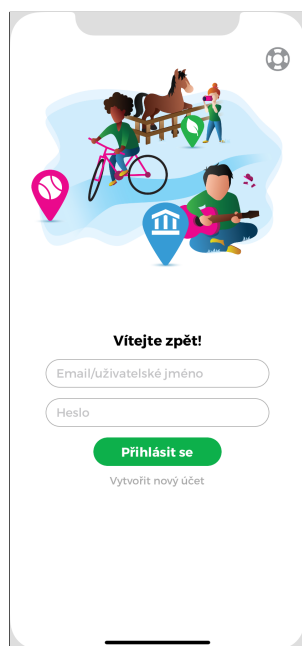 Vítejte zpět!
Email/uživatelské jméno
Heslo
Přihlásit se
Vytvořit nový účet